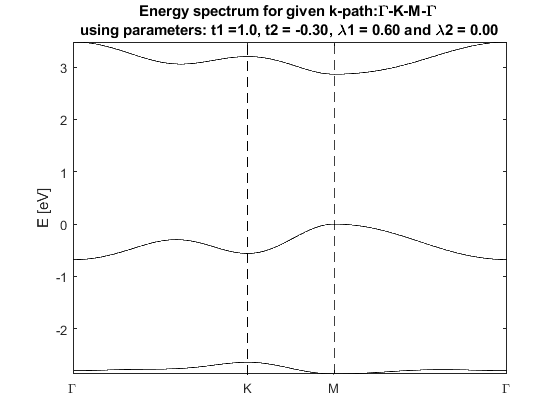 Energy spectrum for given k-path:Γ-K-M-Γ
using parameters: t1 =1.0, t2 = -0.30, λ1 = 0.60 and λ2 = 0.00
3
2
1
0
-1
-2
E [eV]
Γ K M Γ